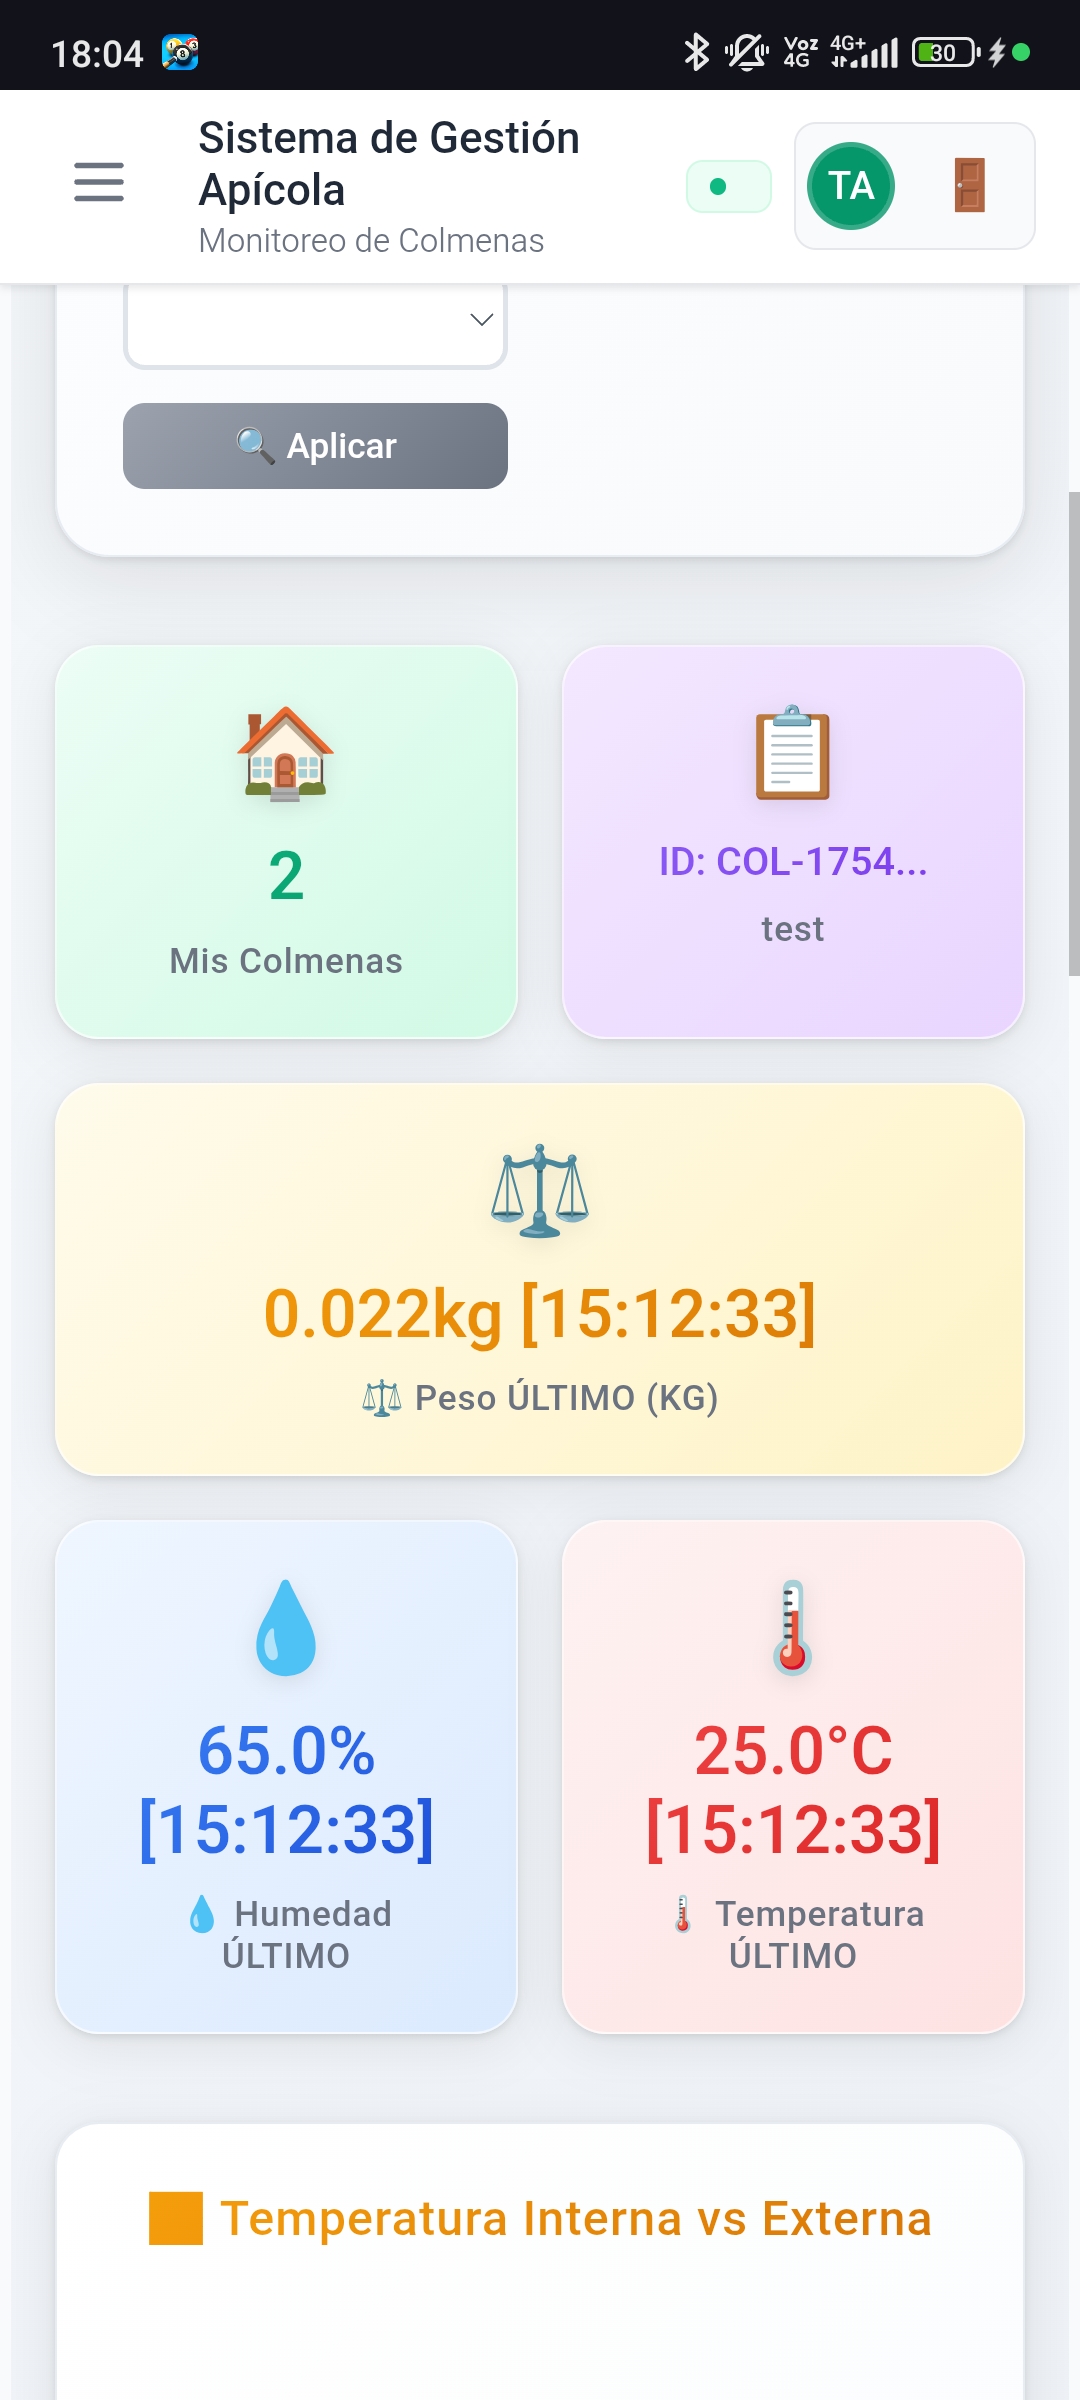 18:04
Voz 4G
4G+
30
Sistema de Gestión
Apícola
Monitoreo de Colmenas
TA
🔍 Aplicar
2
Mis Colmenas
ID: COL-1754...
test
0.022kg [15:12:33]
⚖️ Peso ÚLTIMO (KG)
65.0%
[15:12:33]
💧 Humedad
ÚLTIMO
25.0°C
[15:12:33]
🌡️ Temperatura
ÚLTIMO
Temperatura Interna vs Externa